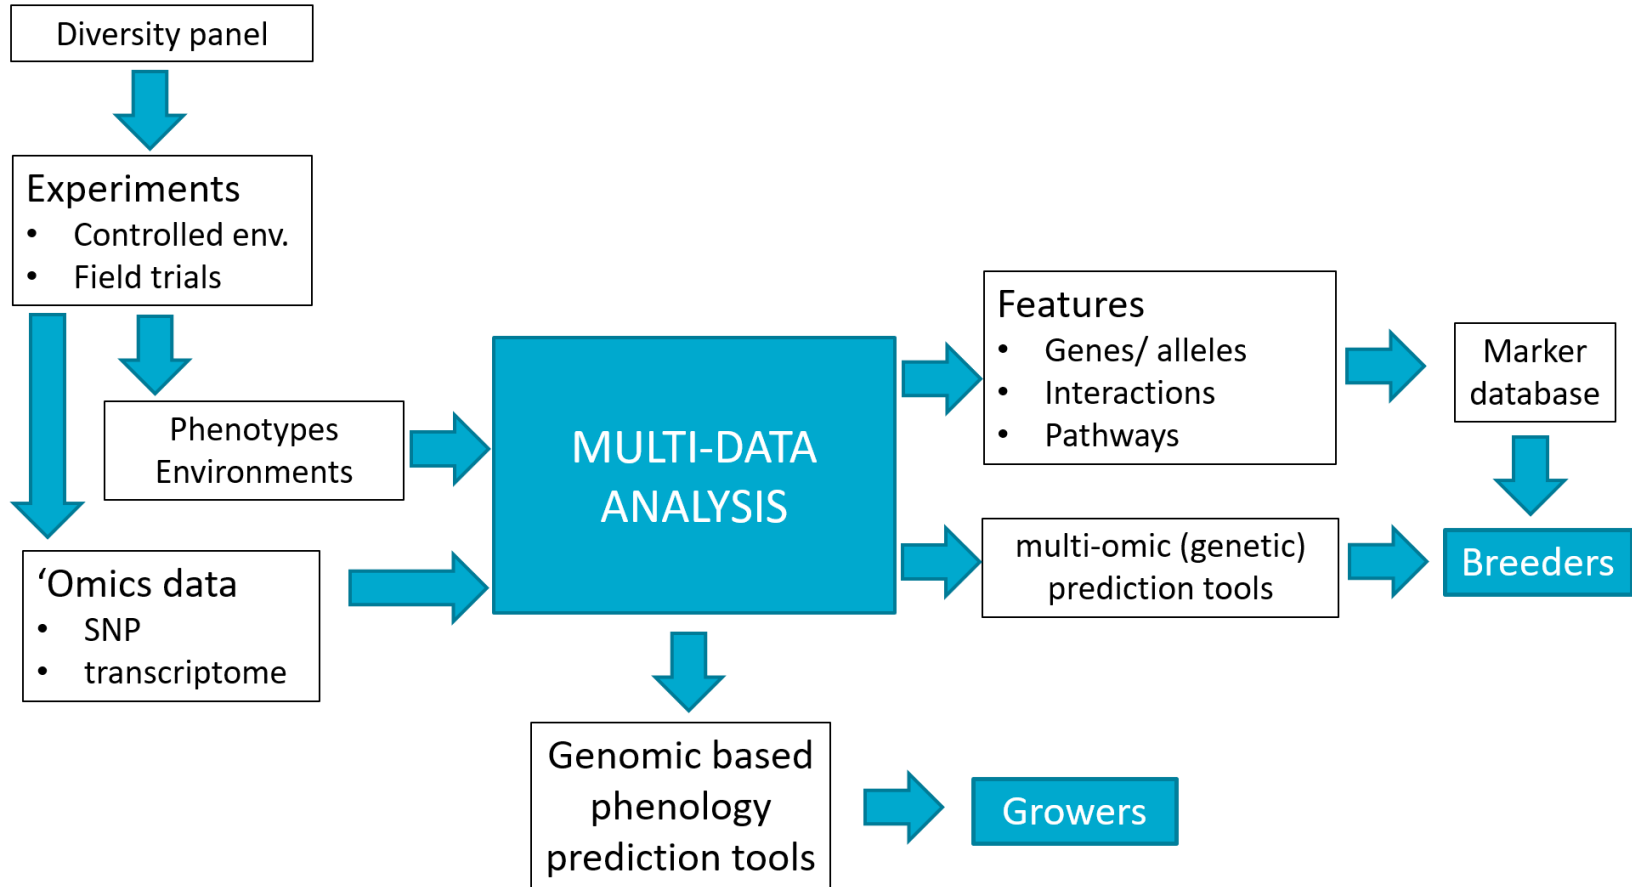 Diversity panel
Experiments
• Controlled env.
• Field trials
Phenotypes
Environments
‘Omics data
• SNP
• transcriptome
MULTI-DATA
ANALYSIS
Features
• Genes/ alleles
• Interactions
• Pathways
Marker
database
multi-omic (genetic)
prediction tools
Breeders
Genomic based
phenology
prediction tools
Growers